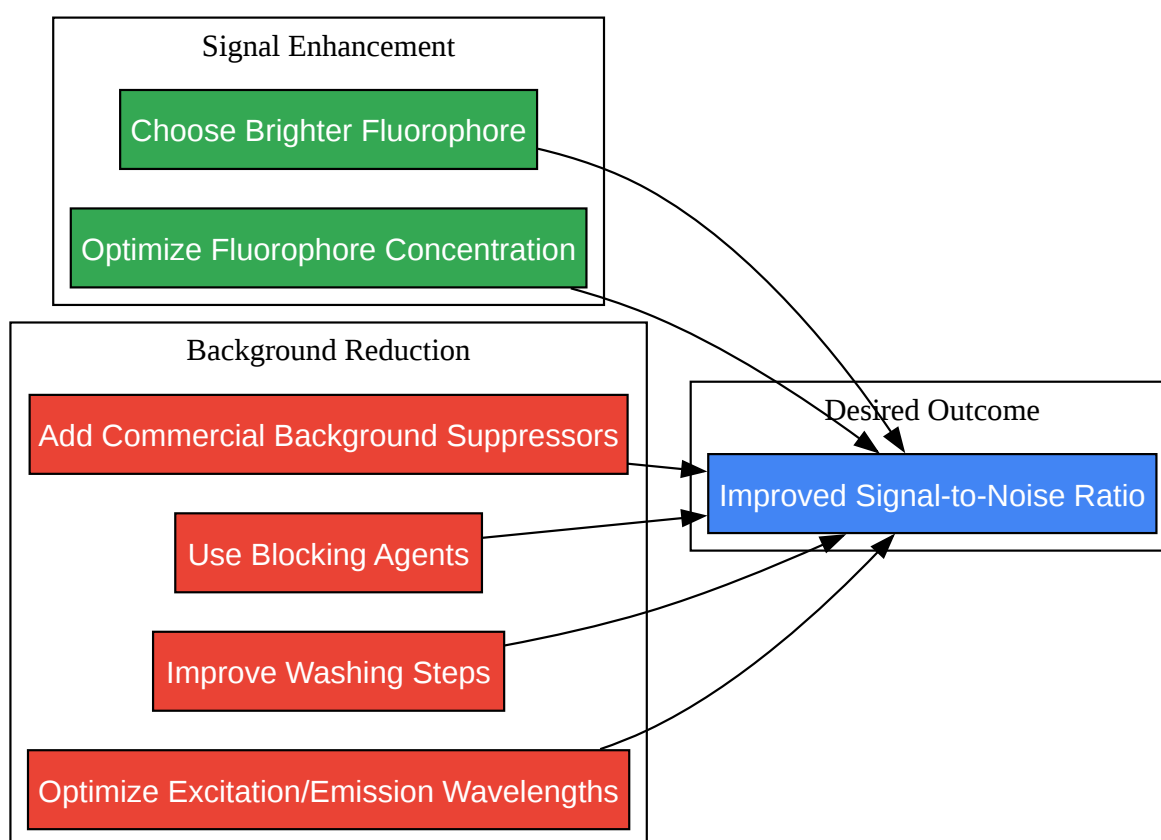 Signal Enhancement
Choose Brighter Fluorophore
Optimize Fluorophore Concentration
Background Reduction
Add Commercial Background Suppressors
Use Blocking Agents
Improve Washing Steps
Optimize Excitation/Emission Wavelengths
Desired Outcome
Improved Signal-to-Noise Ratio